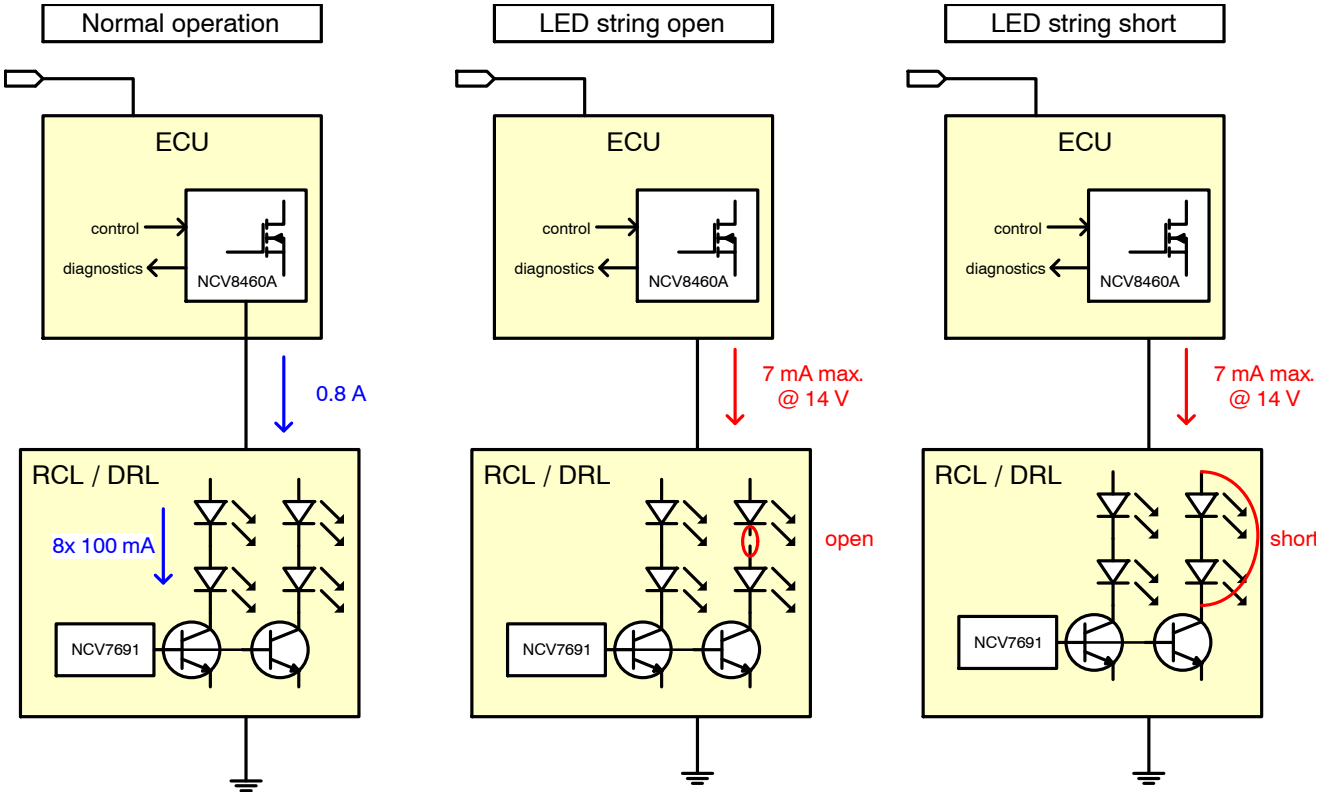 Normal operation
ECU
control
diagnostics
NCV8460A
0.8 A
RCL / DRL
8x 100 mA
NCV7691
LED string open
ECU
control
diagnostics
NCV8460A
7 mA max.
@ 14 V
RCL / DRL
open
NCV7691
LED string short
ECU
control
diagnostics
NCV8460A
7 mA max.
@ 14 V
RCL / DRL
short
NCV7691